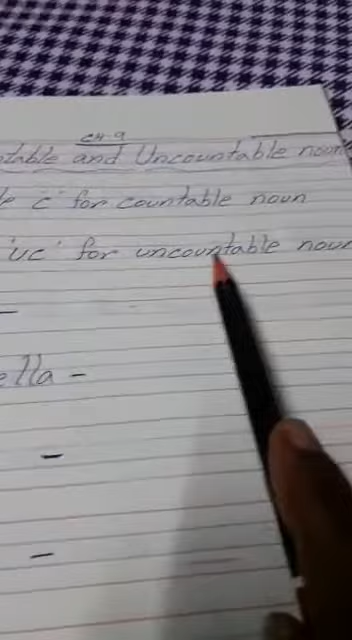 CH-9
table and Uncountable noun
"c" for countable noun
'uc' for uncountable noun
ella -
-
-